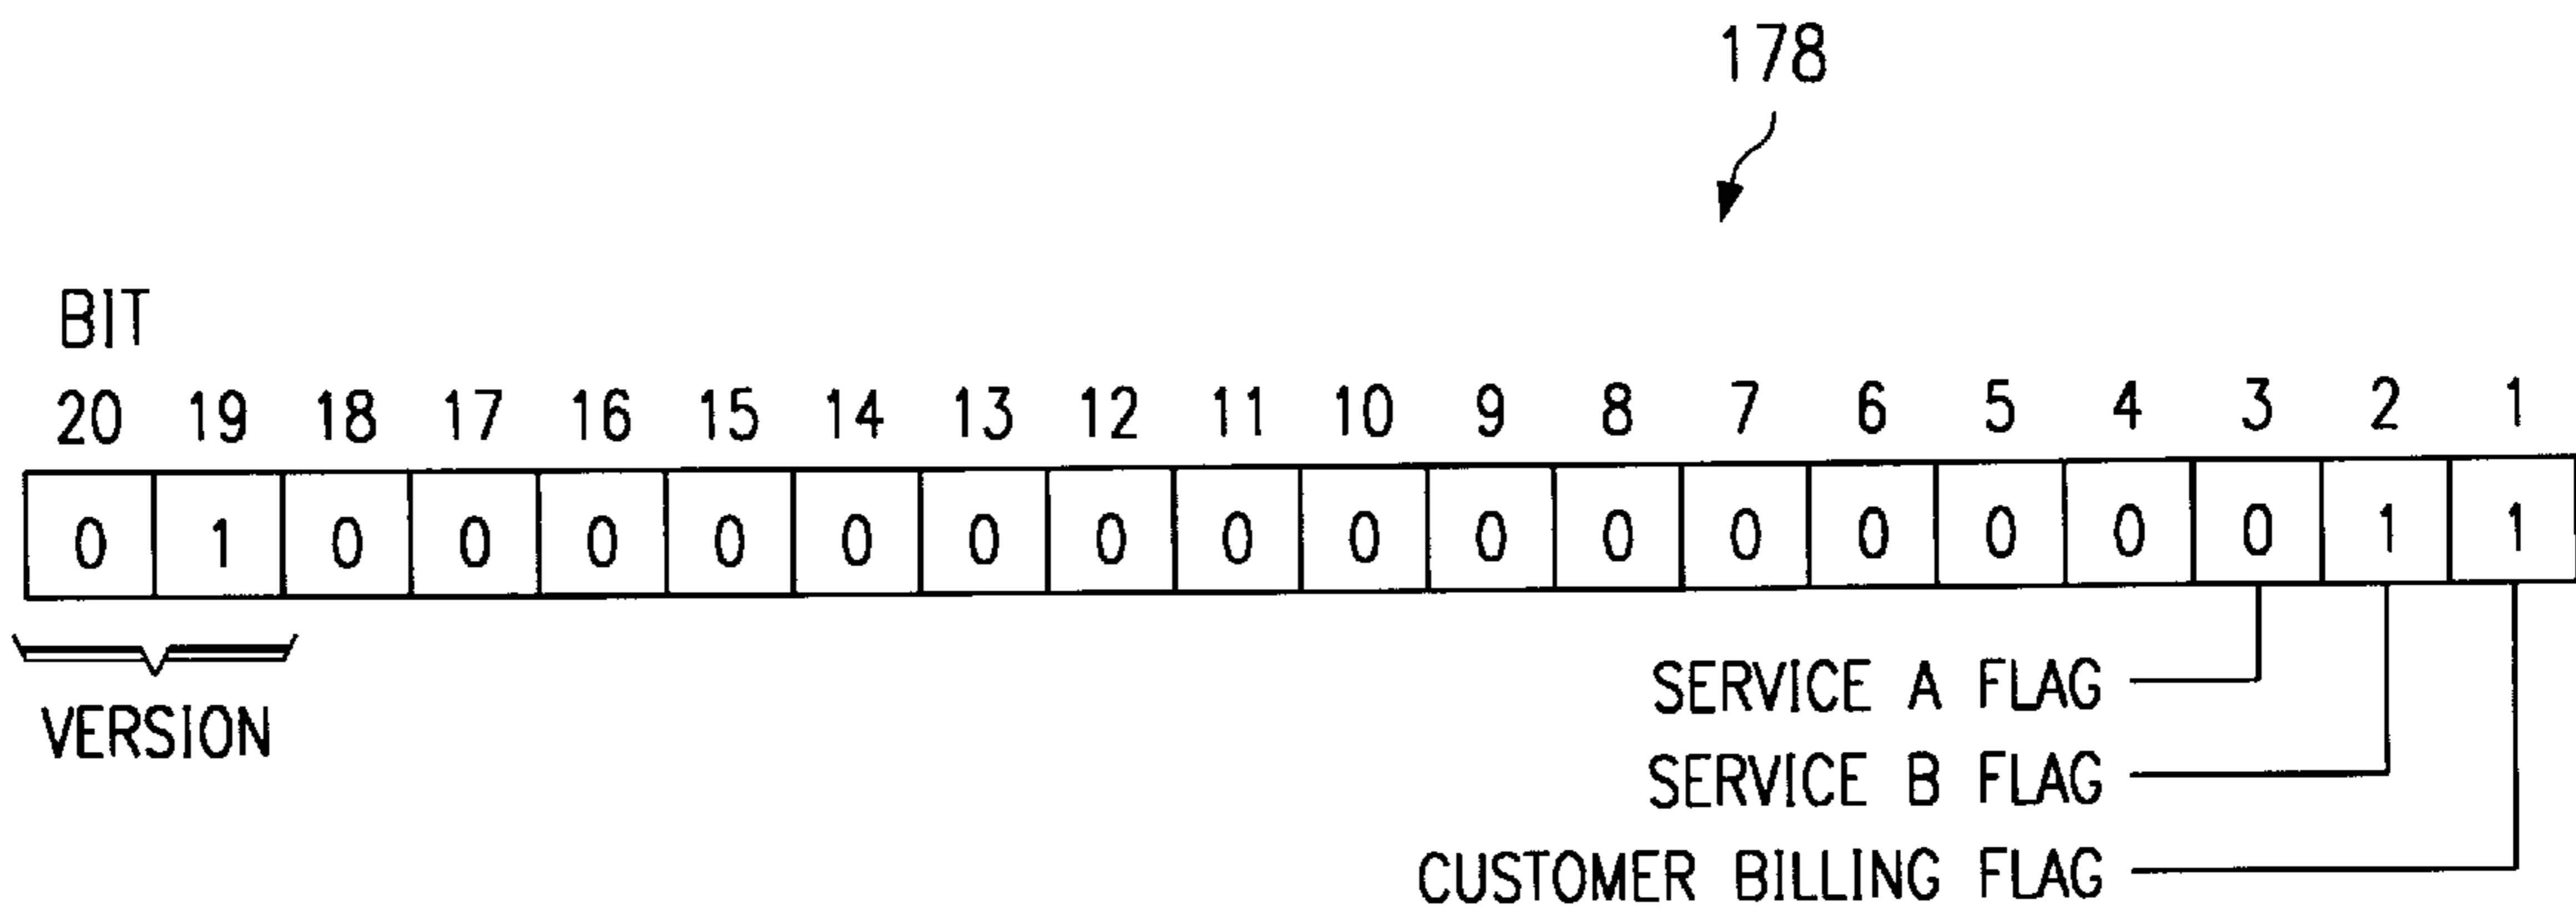 178
BIT
20 19 18 17 16 15 14 13 12 11 10 9 8 7 6 5 4 3 2 1
0 1 0 0 0 0 0 0 0 0 0 0 0 0 0 0 0 0 1 1
VERSION
SERVICE A FLAG
SERVICE B FLAG
CUSTOMER BILLING FLAG